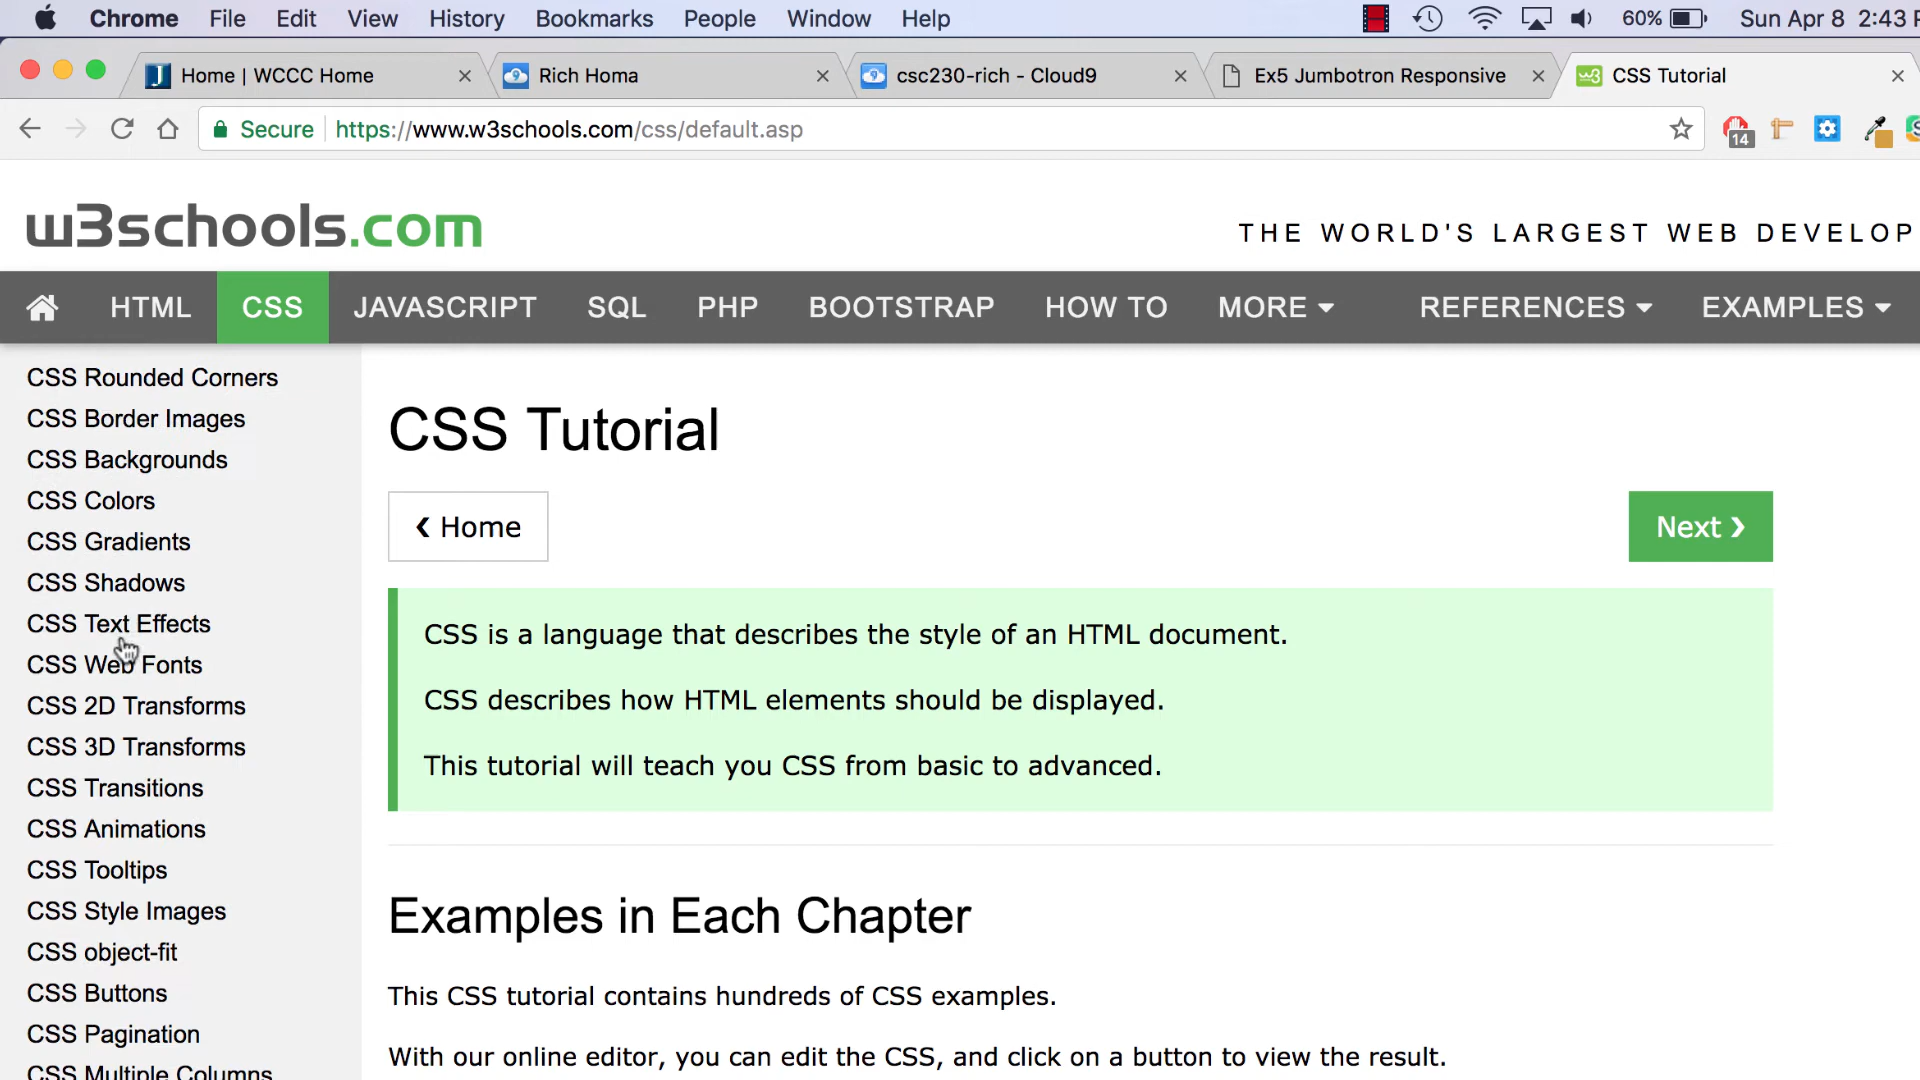 Chrome File Edit View History Bookmarks People Window Help 60% Sun Apr 8 2:43
Home | WCCC Home Rich Homa csc230-rich - Cloud9 Ex5 Jumbotron Responsive CSS Tutorial
Secure https://www.w3schools.com/css/default.asp 14
w3schools.com
THE WORLD'S LARGEST WEB DEVELOP
HTML CSS JAVASCRIPT SQL PHP BOOTSTRAP HOW TO MORE REFERENCES EXAMPLES
CSS Rounded Corners
CSS Border Images
CSS Backgrounds
CSS Colors
CSS Gradients
CSS Shadows
CSS Text Effects
CSS Web Fonts
CSS 2D Transforms
CSS 3D Transforms
CSS Transitions
CSS Animations
CSS Tooltips
CSS Style Images
CSS object-fit
CSS Buttons
CSS Pagination
CSS Multiple Columns
CSS Tutorial
❮ Home
Next ❯
CSS is a language that describes the style of an HTML document.
CSS describes how HTML elements should be displayed.
This tutorial will teach you CSS from basic to advanced.
Examples in Each Chapter
This CSS tutorial contains hundreds of CSS examples.
With our online editor, you can edit the CSS, and click on a button to view the result.